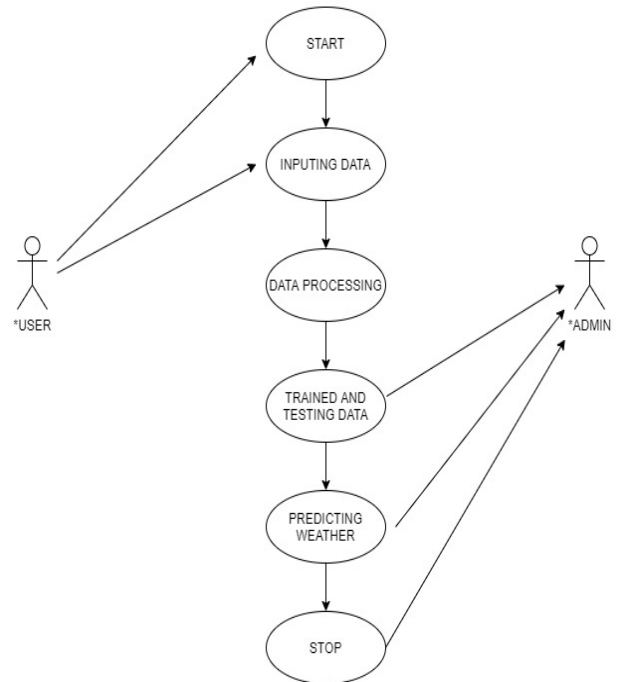 START
INPUTING DATA
DATA PROCESSING
*USER
*ADMIN
TRAINED AND
TESTING DATA
PREDICTING
WEATHER
STOP